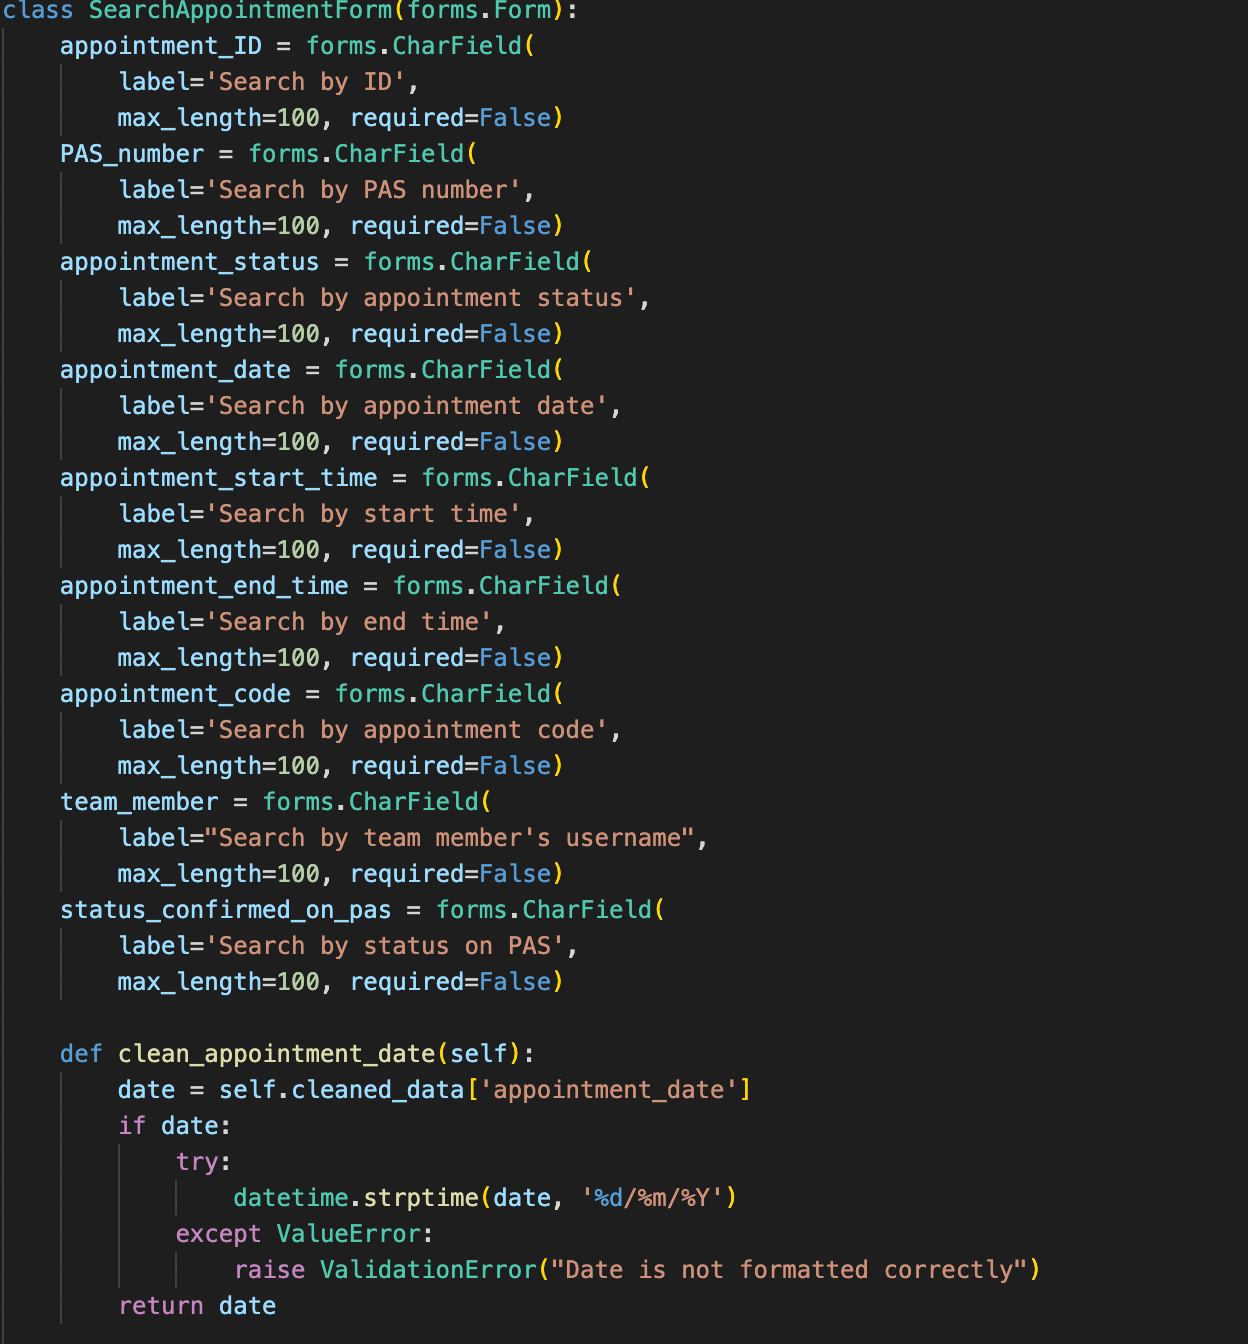 class SearchAppointmentForm(forms.Form):
    appointment_ID = forms.CharField(
        label='Search by ID',
        max_length=100, required=False)
    PAS_number = forms.CharField(
        label='Search by PAS number',
        max_length=100, required=False)
    appointment_status = forms.CharField(
        label='Search by appointment status',
        max_length=100, required=False)
    appointment_date = forms.CharField(
        label='Search by appointment date',
        max_length=100, required=False)
    appointment_start_time = forms.CharField(
        label='Search by start time',
        max_length=100, required=False)
    appointment_end_time = forms.CharField(
        label='Search by end time',
        max_length=100, required=False)
    appointment_code = forms.CharField(
        label='Search by appointment code',
        max_length=100, required=False)
    team_member = forms.CharField(
        label="Search by team member's username",
        max_length=100, required=False)
    status_confirmed_on_pas = forms.CharField(
        label='Search by status on PAS',
        max_length=100, required=False)

    def clean_appointment_date(self):
        date = self.cleaned_data['appointment_date']
        if date:
            try:
                datetime.strptime(date, '%d/%m/%Y')
            except ValueError:
                raise ValidationError("Date is not formatted correctly")
        return date